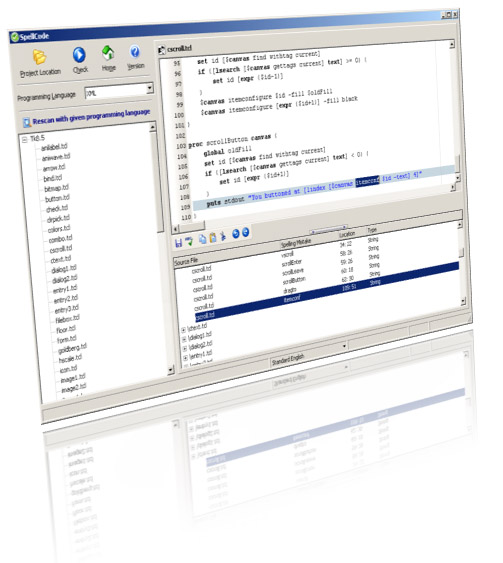 SpellCode
Project Location
Check
Home
Version
Programming Language
XML
Rescan with given programming language
Tk8.5
anilabel.tcl
aniwave.tcl
arrow.tcl
bind.tcl
bitmap.tcl
button.tcl
check.tcl
clrpick.tcl
colors.tcl
combo.tcl
cscroll.tcl
ctext.tcl
dialog1.tcl
dialog2.tcl
entry1.tcl
entry2.tcl
entry3.tcl
filebox.tcl
floor.tcl
form.tcl
goldberg.tcl
hscale.tcl
icon.tcl
image1.tcl
image2.tcl
cscroll.tcl
95 set id [$canvas find withtag current]
96 if {[lsearch [$canvas gettags current] text] >= 0} {
97 set id [expr {$id-1}]
98 }
99 $canvas itemconfigure $id -fill $oldFill
100 $canvas itemconfigure [expr {$id+1}] -fill black
101 }
102
103 proc scrollButton canvas {
104 global oldFill
105 set id [$canvas find withtag current]
106 if {[lsearch [$canvas gettags current] text] < 0} {
107 set id [expr {$id+1}]
108 }
109 puts stdout "You buttoned at [lindex [$canvas itemconf $id -text] 4]"
110 }
Source File Spelling Mistake Location Type
cscroll.tcl vscroll 34:22 String
cscroll.tcl scrollEnter 58:26 String
cscroll.tcl scrollLeave 59:26 String
cscroll.tcl scrollButton 60:18 String
cscroll.tcl dragto 60:30 String
cscroll.tcl itemconf 109:51 String
\ctext.tcl
\dialog1.tcl
\dialog2.tcl
\entry1.tcl
Standard English